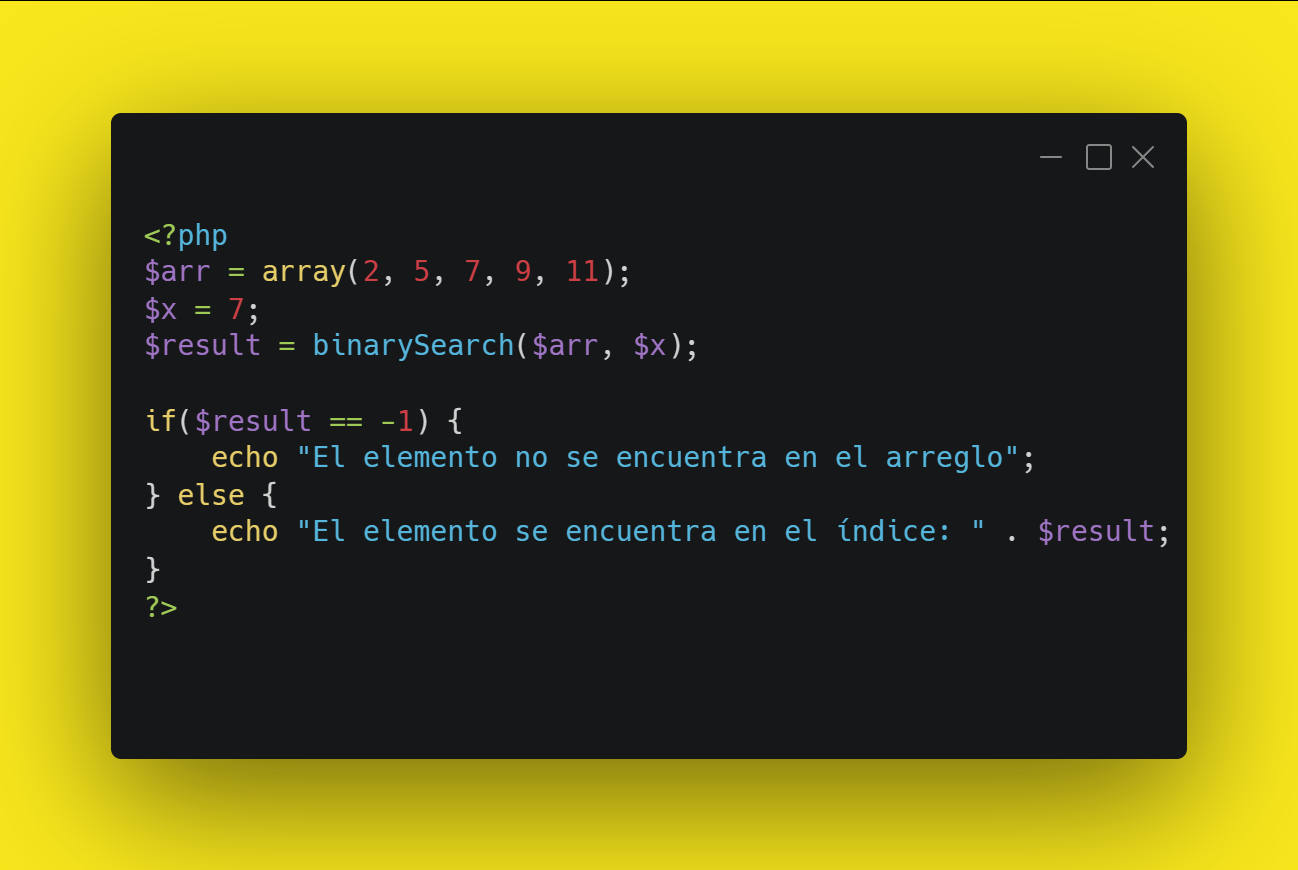 <?php
$arr = array(2, 5, 7, 9, 11);
$x = 7;
$result = binarySearch($arr, $x);

if($result == -1) {
    echo "El elemento no se encuentra en el arreglo";
} else {
    echo "El elemento se encuentra en el índice: " . $result;
}
?>